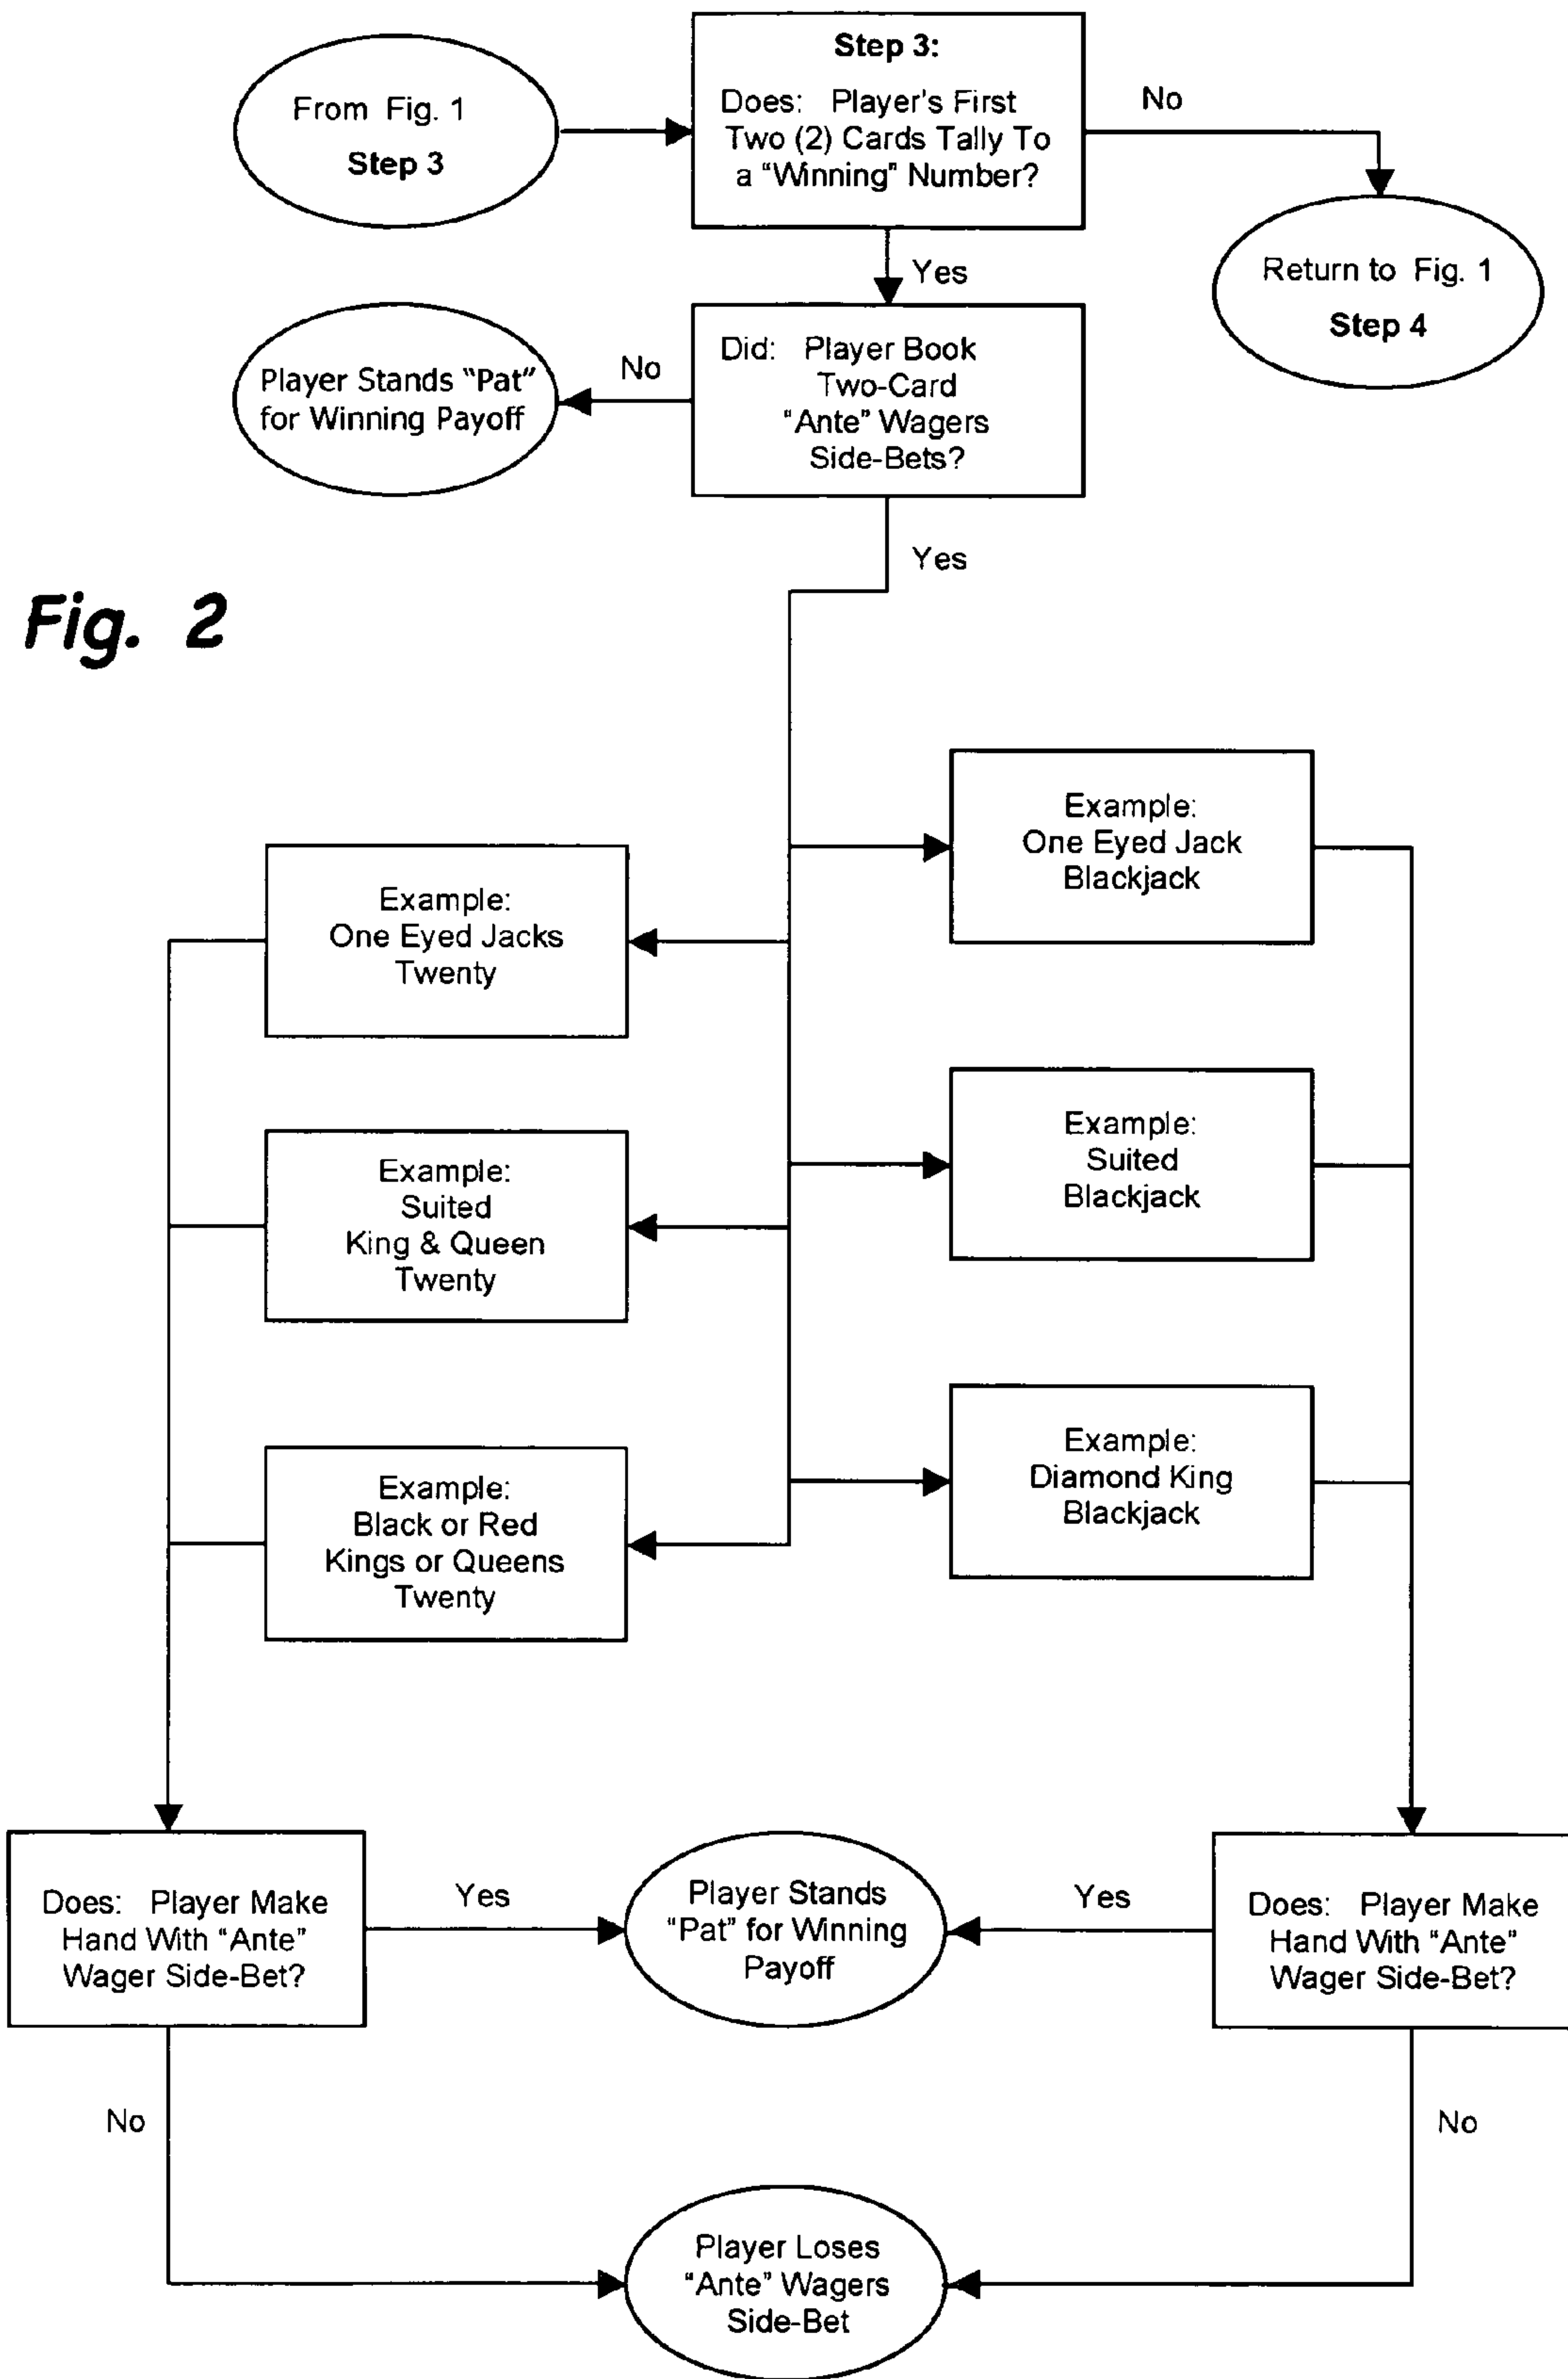 From Fig. 1
Step 3
Step 3:
Does: Player's First
Two (2) Cards Tally To
a "Winning" Number?
No
Return to Fig. 1
Step 4
Yes
Player Stands "Pat"
for Winning Payoff
No
Did: Player Book
Two-Card
"Ante" Wagers
Side-Bets?
Yes
Fig. 2
Example:
One Eyed Jack
Blackjack
Example:
One Eyed Jacks
Twenty
Example:
Suited
Blackjack
Example:
Suited
King & Queen
Twenty
Example:
Diamond King
Blackjack
Example:
Black or Red
Kings or Queens
Twenty
Does: Player Make
Hand With "Ante"
Wager Side-Bet?
Yes
Player Stands
"Pat" for Winning
Payoff
Yes
Does: Player Make
Hand With "Ante"
Wager Side-Bet?
No
No
Player Loses
"Ante" Wagers
Side-Bet